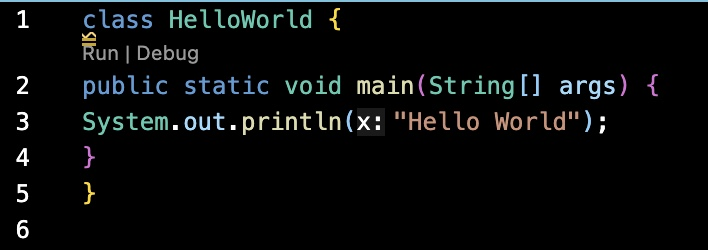 1 class HelloWorld {
Run | Debug
2 public static void main(String[] args) {
3 System.out.println(x: "Hello World");
4 }
5 }
6